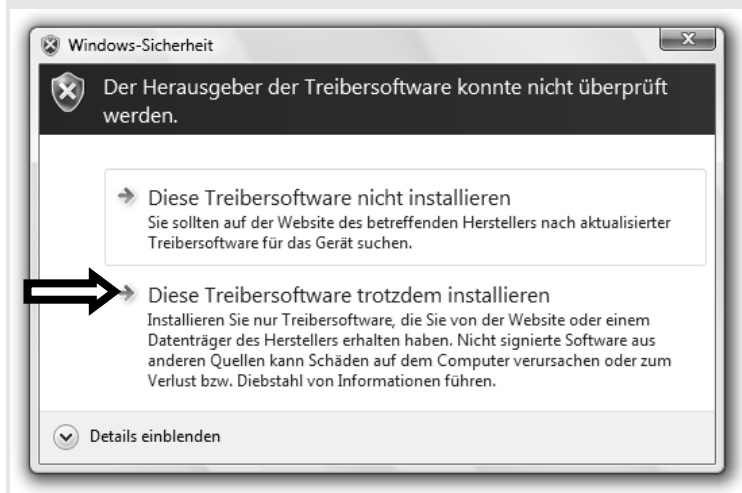 Windows-Sicherheit
Der Herausgeber der Treibersoftware konnte nicht überprüft
werden.
Diese Treibersoftware nicht installieren
Sie sollten auf der Website des betreffenden Herstellers nach aktualisierter
Treibersoftware für das Gerät suchen.
Diese Treibersoftware trotzdem installieren
Installieren Sie nur Treibersoftware, die Sie von der Website oder einem
Datenträger des Herstellers erhalten haben. Nicht signierte Software aus
anderen Quellen kann Schäden auf dem Computer verursachen oder zum
Verlust bzw. Diebstahl von Informationen führen.
Details einblenden